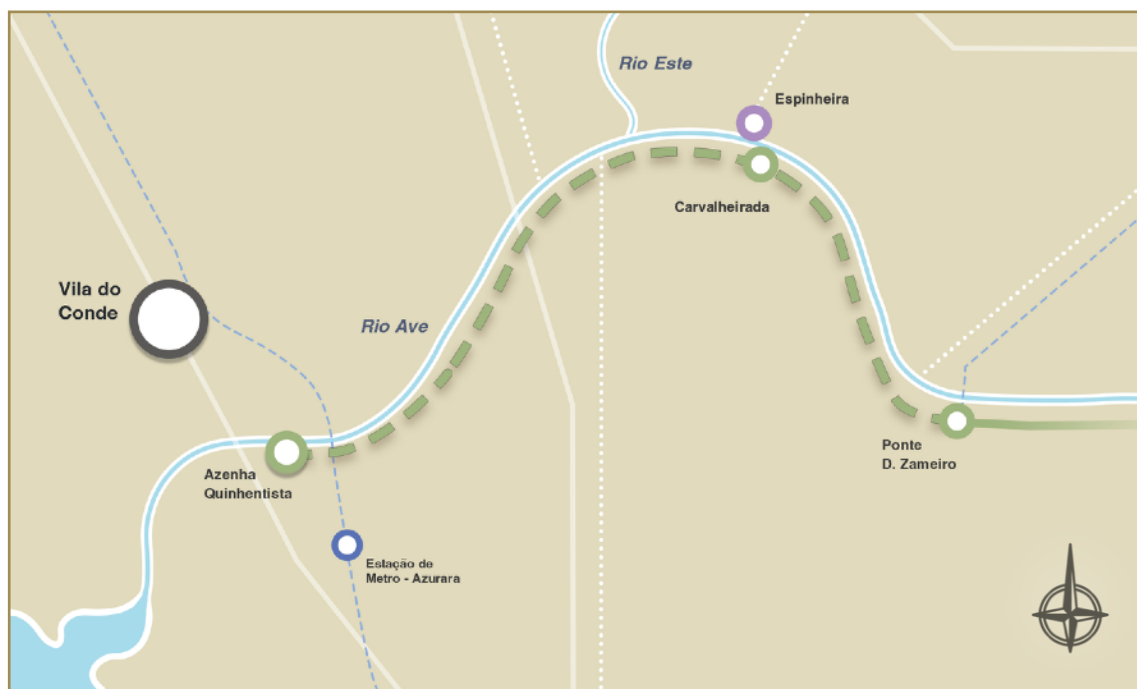 Rio Este
Espinheira
Carvalheirada
Vila do
Conde
Rio Ave
Ponte
D. Zameiro
Azenha
Quinhentista
Estação de
Metro - Azurara